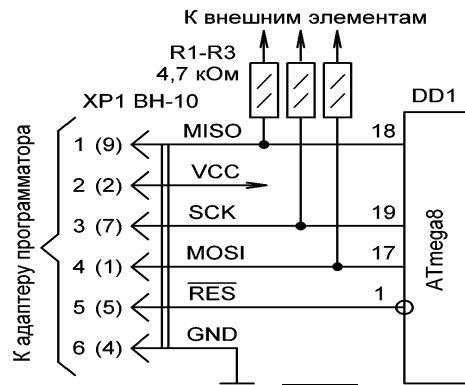 К внешним элементам
R1-R3
4,7 кОм
DD1
XP1 BH-10
К адаптеру программатора
1 (9) MISO 18
2 (2) VCC
3 (7) SCK 19
4 (1) MOSI 17
5 (5) RES 1
6 (4) GND
ATmega8